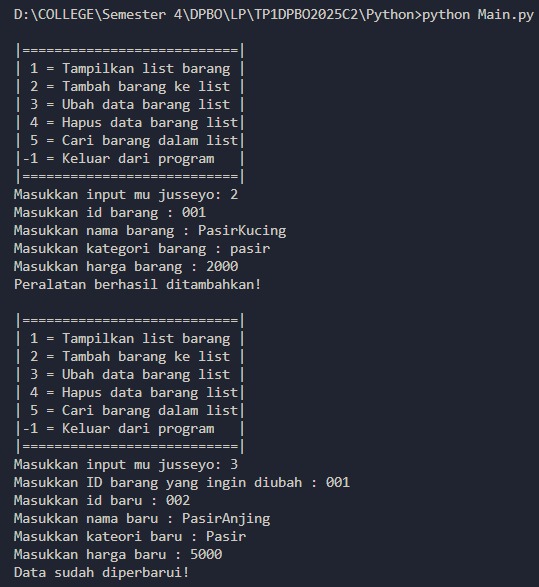 D:\COLLEGE\Semester 4\DPBO\LP\TP1DPBO2025C2\Python>python Main.py
|==========================|
| 1 = Tampilkan list barang |
| 2 = Tambah barang ke list |
| 3 = Ubah data barang list |
| 4 = Hapus data barang list|
| 5 = Cari barang dalam list|
|-1 = Keluar dari program   |
|==========================|
Masukkan input mu jusseyo: 2
Masukkan id barang : 001
Masukkan nama barang : PasirKucing
Masukkan kategori barang : pasir
Masukkan harga barang : 2000
Peralatan berhasil ditambahkan!
|==========================|
| 1 = Tampilkan list barang |
| 2 = Tambah barang ke list |
| 3 = Ubah data barang list |
| 4 = Hapus data barang list|
| 5 = Cari barang dalam list|
|-1 = Keluar dari program   |
|==========================|
Masukkan input mu jusseyo: 3
Masukkan ID barang yang ingin diubah : 001
Masukkan id baru : 002
Masukkan nama baru : PasirAnjing
Masukkan kateori baru : Pasir
Masukkan harga baru : 5000
Data sudah diperbarui!